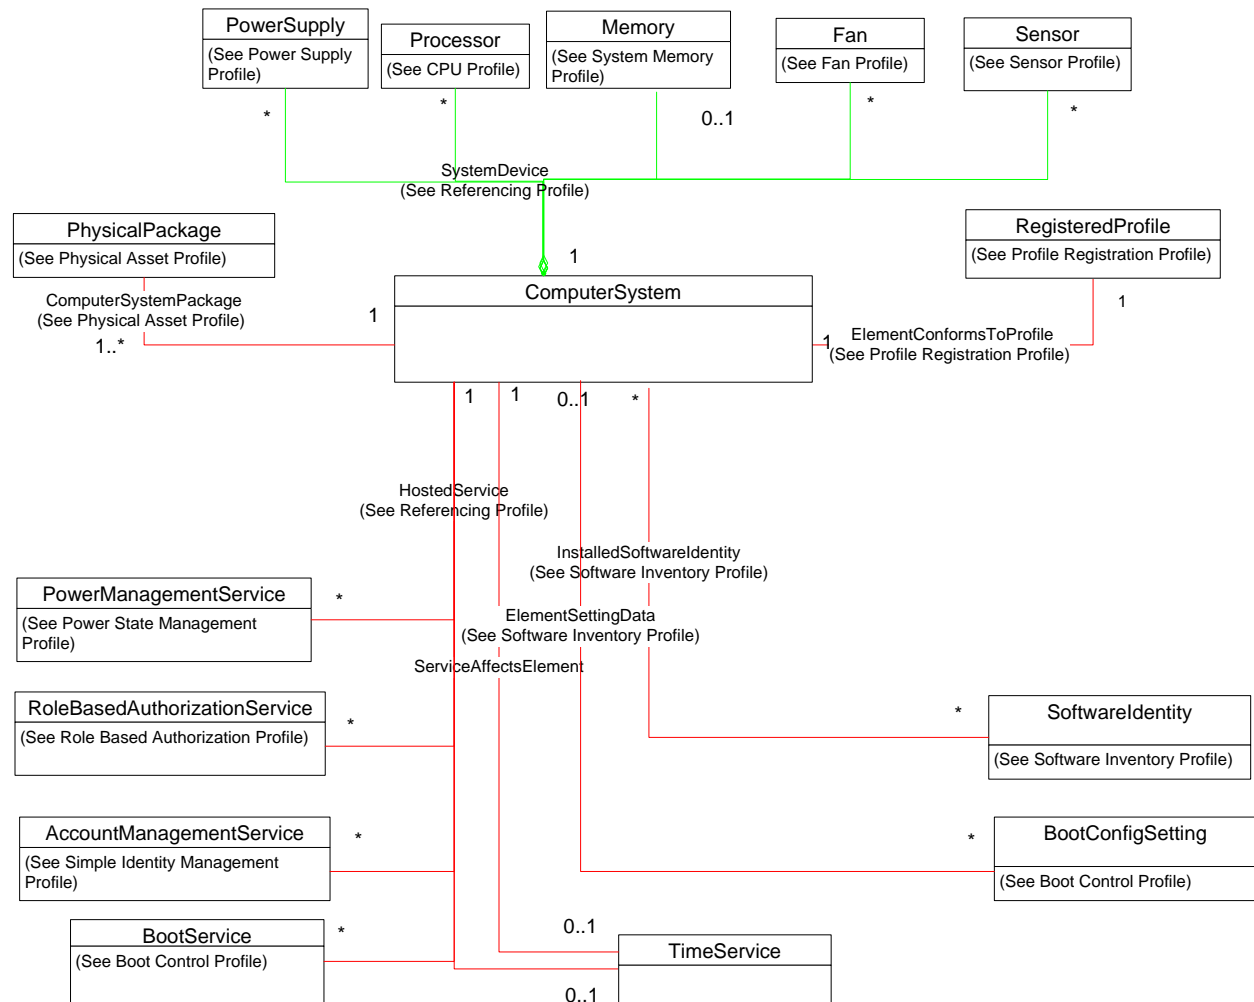 PowerSupply
(See Power Supply
Profile)
Processor
(See CPU Profile)
Memory
(See System Memory
Profile)
Fan
(See Fan Profile)
Sensor
(See Sensor Profile)
*
*
0..1
*
*
SystemDevice
(See Referencing Profile)
PhysicalPackage
(See Physical Asset Profile)
RegisteredProfile
(See Profile Registration Profile)
1
ComputerSystem
ComputerSystemPackage
(See Physical Asset Profile)
1
1..*
1
ElementConformsToProfile
(See Profile Registration Profile)
1
1
1
0..1
*
HostedService
(See Referencing Profile)
InstalledSoftwareIdentity
(See Software Inventory Profile)
PowerManagementService
(See Power State Management
Profile)
*
ElementSettingData
(See Software Inventory Profile)
ServiceAffectsElement
RoleBasedAuthorizationService
(See Role Based Authorization Profile)
*
*
SoftwareIdentity
(See Software Inventory Profile)
AccountManagementService
(See Simple Identity Management
Profile)
*
*
BootConfigSetting
(See Boot Control Profile)
BootService
(See Boot Control Profile)
*
0..1
TimeService
0..1